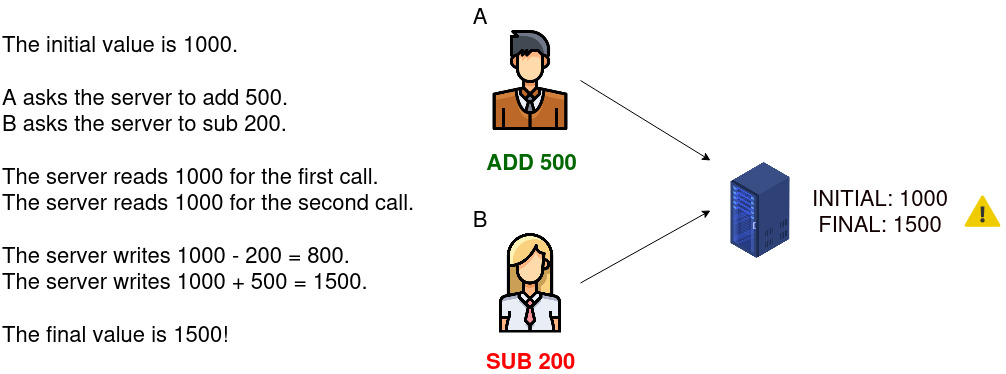 The initial value is 1000.
A asks the server to add 500.
B asks the server to sub 200.
The server reads 1000 for the first call.
The server reads 1000 for the second call.
The server writes 1000 - 200 = 800.
The server writes 1000 + 500 = 1500.
The final value is 1500!
A
ADD 500
B
SUB 200
INITIAL: 1000
FINAL: 1500